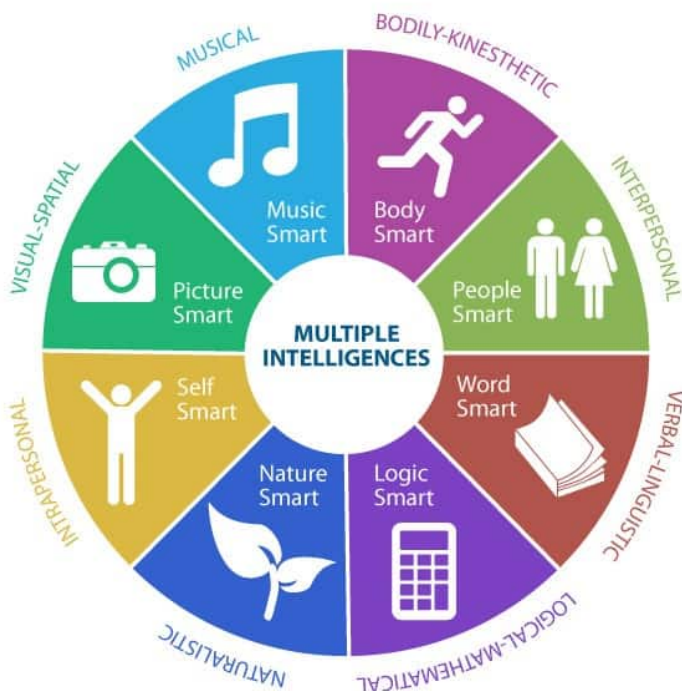 MULTIPLE
INTELLIGENCES
MUSICAL
Music
Smart
BODILY-KINESTHETIC
Body
Smart
INTERPERSONAL
People
Smart
VERBAL-LINGUISTIC
Word
Smart
LOGICAL-MATHEMATICAL
Logic
Smart
NATURALISTIC
Nature
Smart
INTRAPERSONAL
Self
Smart
VISUAL-SPATIAL
Picture
Smart